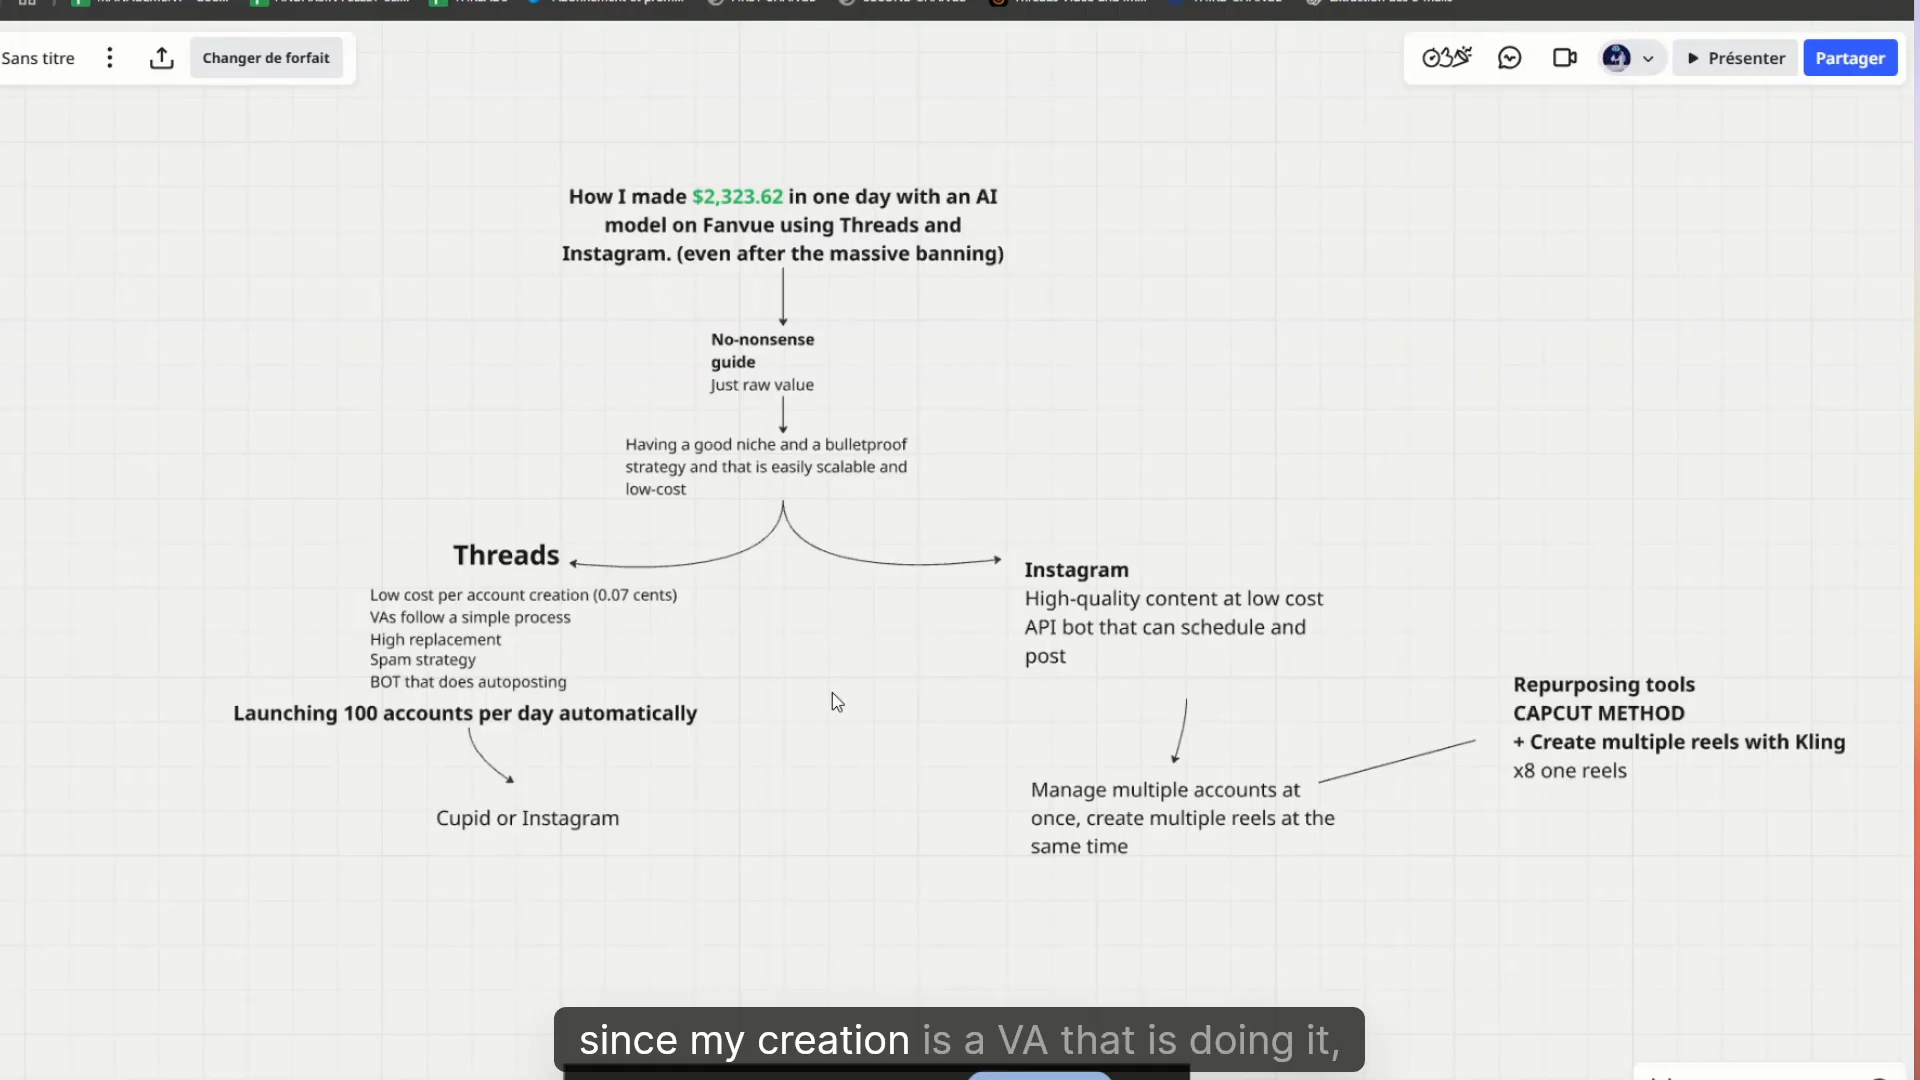 Sans titre
Changer de forfait
Présenter
Partager
How I made $2,323.62 in one day with an AI
model on Fanvue using Threads and
Instagram. (even after the massive banning)
No-nonsense
guide
Just raw value
Having a good niche and a bulletproof
strategy and that is easily scalable and
low-cost
Threads
Low cost per account creation (0.07 cents)
VAs follow a simple process
High replacement
Spam strategy
BOT that does autoposting
Launching 100 accounts per day automatically
Cupid or Instagram
Instagram
High-quality content at low cost
API bot that can schedule and
post
Manage multiple accounts at
once, create multiple reels at the
same time
Repurposing tools
CAPCUT METHOD
+ Create multiple reels with Kling
x8 one reels
since my creation is a VA that is doing it,